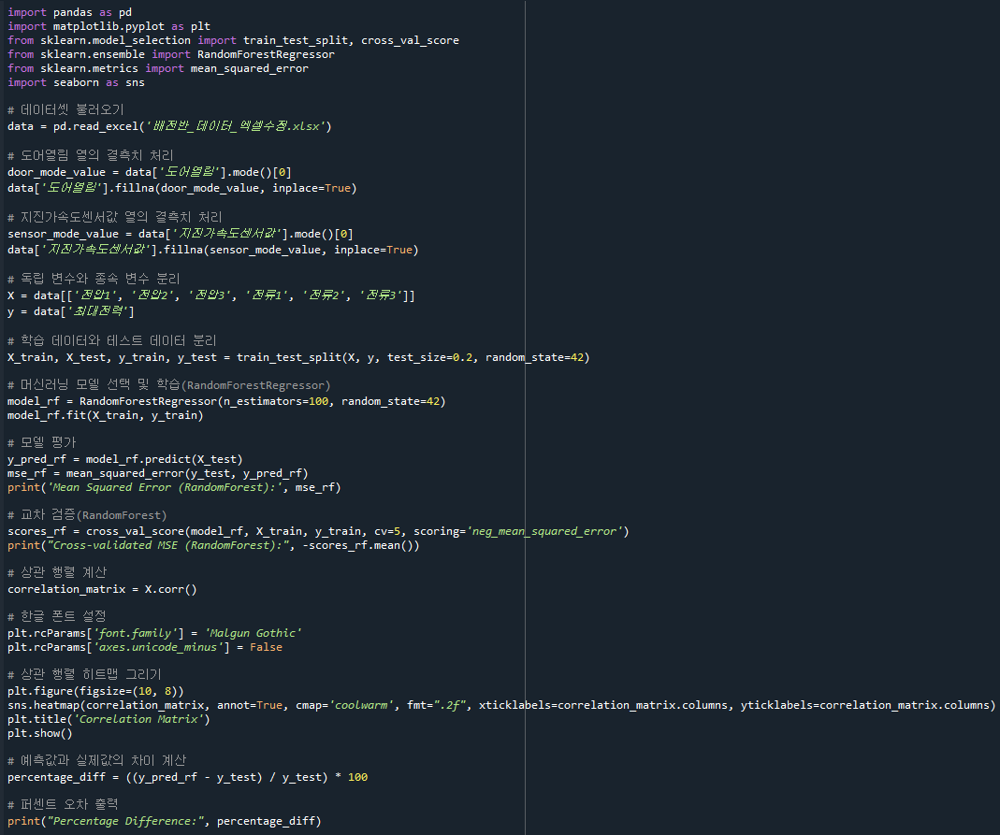 import pandas as pd
import matplotlib.pyplot as plt
from sklearn.model_selection import train_test_split, cross_val_score
from sklearn.ensemble import RandomForestRegressor
from sklearn.metrics import mean_squared_error
import seaborn as sns
# 데이터셋 불러오기
data = pd.read_excel('배전반_데이터_엑셀수정.xlsx')
# 도어열림 열의 결측치 처리
door_mode_value = data['도어열림'].mode()[0]
data['도어열림'].fillna(door_mode_value, inplace=True)
# 지진가속도센서값 열의 결측치 처리
sensor_mode_value = data['지진가속도센서값'].mode()[0]
data['지진가속도센서값'].fillna(sensor_mode_value, inplace=True)
# 독립 변수와 종속 변수 분리
X = data[['전압1', '전압2', '전압3', '전류1', '전류2', '전류3']]
y = data['최대전력']
# 학습 데이터와 테스트 데이터 분리
X_train, X_test, y_train, y_test = train_test_split(X, y, test_size=0.2, random_state=42)
# 머신러닝 모델 선택 및 학습(RandomForestRegressor)
model_rf = RandomForestRegressor(n_estimators=100, random_state=42)
model_rf.fit(X_train, y_train)
# 모델 평가
y_pred_rf = model_rf.predict(X_test)
mse_rf = mean_squared_error(y_test, y_pred_rf)
print('Mean Squared Error (RandomForest):', mse_rf)
# 교차 검증(RandomForest)
scores_rf = cross_val_score(model_rf, X_train, y_train, cv=5, scoring='neg_mean_squared_error')
print("Cross-validated MSE (RandomForest):", -scores_rf.mean())
# 상관 행렬 계산
correlation_matrix = X.corr()
# 한글 폰트 설정
plt.rcParams['font.family'] = 'Malgun Gothic'
plt.rcParams['axes.unicode_minus'] = False
# 상관 행렬 히트맵 그리기
plt.figure(figsize=(10, 8))
sns.heatmap(correlation_matrix, annot=True, cmap='coolwarm', fmt=".2f", xticklabels=correlation_matrix.columns, yticklabels=correlation_matrix.columns)
plt.title('Correlation Matrix')
plt.show()
# 예측값과 실제값의 차이 계산
percentage_diff = ((y_pred_rf - y_test) / y_test) * 100
# 퍼센트 오차 출력
print("Percentage Difference:", percentage_diff)